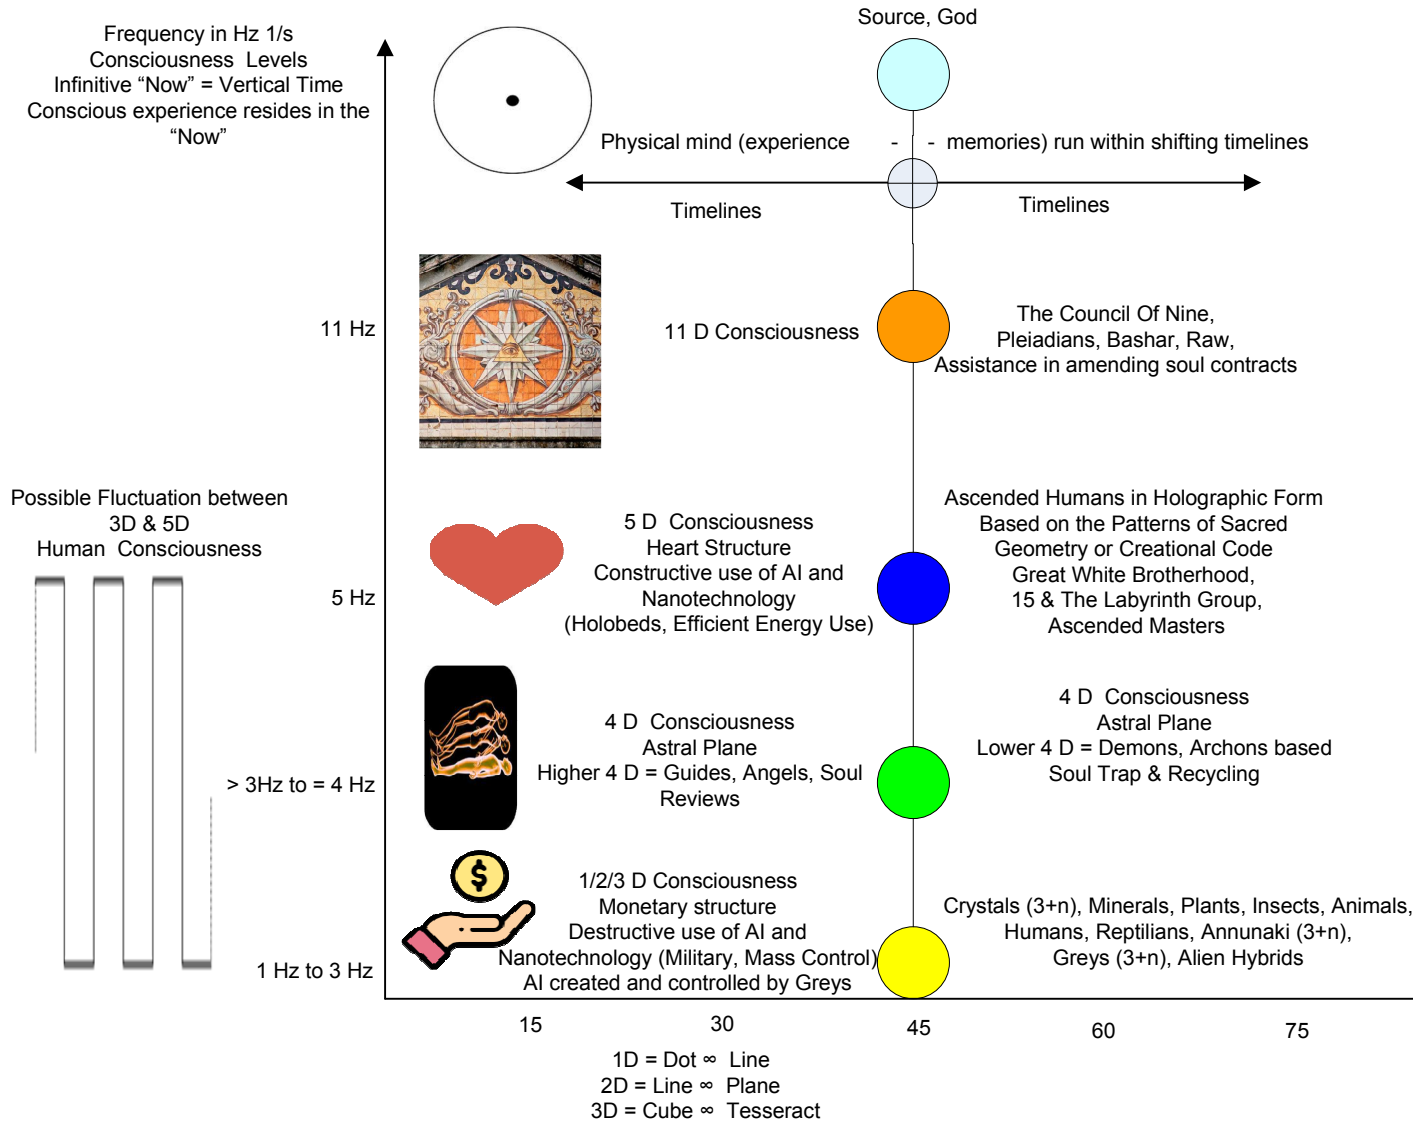 Source, God
Frequency in Hz 1/s
Consciousness Levels
Infinitive “Now” = Vertical Time
Conscious experience resides in the
“Now”
Physical mind (experience - - memories) run within shifting timelines
Timelines
Timelines
11 Hz
11 D Consciousness
The Council Of Nine,
Pleiadians, Bashar, Raw,
Assistance in amending soul contracts
Possible Fluctuation between
3D & 5D
Human Consciousness
5 Hz
5 D Consciousness
Heart Structure
Constructive use of AI and
Nanotechnology
(Holobeds, Efficient Energy Use)
Ascended Humans in Holographic Form
Based on the Patterns of Sacred
Geometry or Creational Code
Great White Brotherhood,
15 & The Labyrinth Group,
Ascended Masters
> 3Hz to = 4 Hz
4 D Consciousness
Astral Plane
Higher 4 D = Guides, Angels, Soul
Reviews
4 D Consciousness
Astral Plane
Lower 4 D = Demons, Archons based
Soul Trap & Recycling
1 Hz to 3 Hz
$
1/2/3 D Consciousness
Monetary structure
Destructive use of AI and
Nanotechnology (Military, Mass Control)
AI created and controlled by Greys
Crystals (3+n), Minerals, Plants, Insects, Animals,
Humans, Reptilians, Annunaki (3+n),
Greys (3+n), Alien Hybrids
15 30 45 60 75
1D = Dot ∞ Line
2D = Line ∞ Plane
3D = Cube ∞ Tesseract